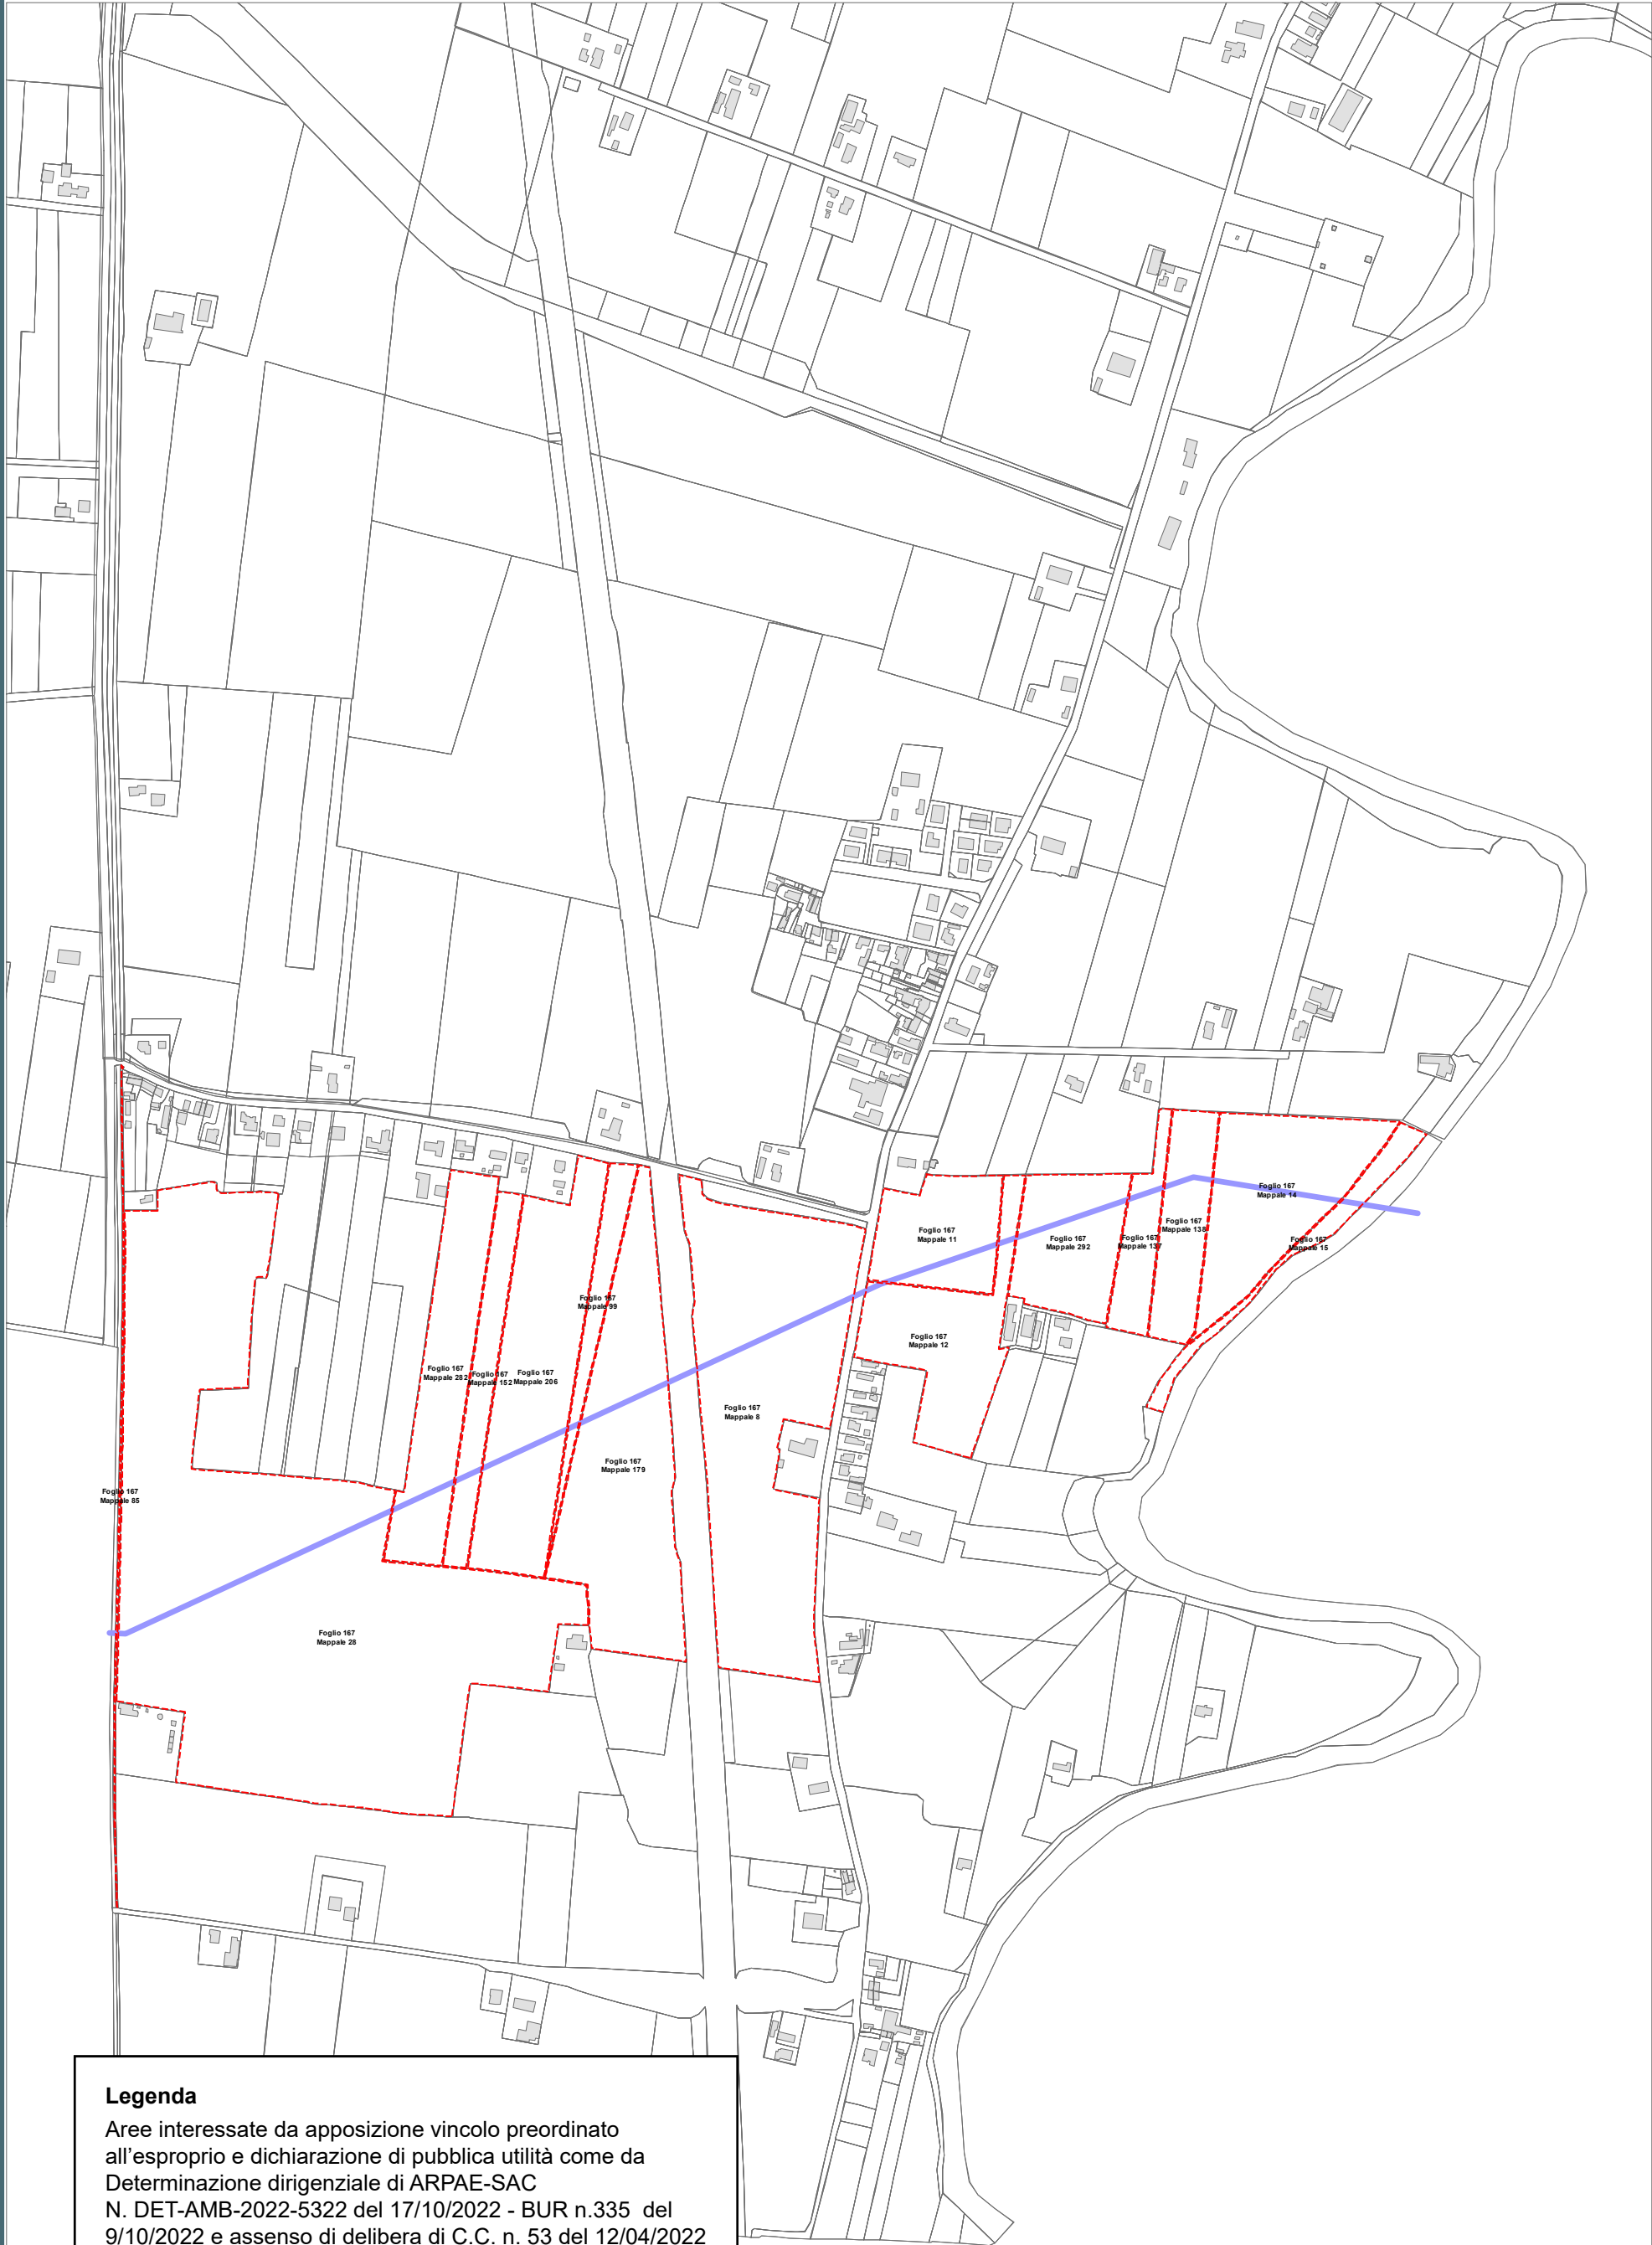 Foglio 167
Mappale 14
Foglio 167
Mappale 138
Foglio 167
Mappale 11
Foglio 167
Mappale 292
Foglio 167
Mappale 137
Foglio 167
Mappale 15
Foglio 167
Mappale 99
Foglio 167
Mappale 12
Foglio 167
Mappale 282
Foglio 167
Mappale 152
Foglio 167
Mappale 206
Foglio 167
Mappale 8
Foglio 167
Mappale 179
Foglio 167
Mappale 85
Foglio 167
Mappale 28
Legenda
Aree interessate da apposizione vincolo preordinato
all'esproprio e dichiarazione di pubblica utilità come da
Determinazione dirigenziale di ARPAE-SAC
N. DET-AMB-2022-5322 del 17/10/2022 - BUR n.335 del
9/10/2022 e assenso di delibera di C.C. n. 53 del 12/04/2022